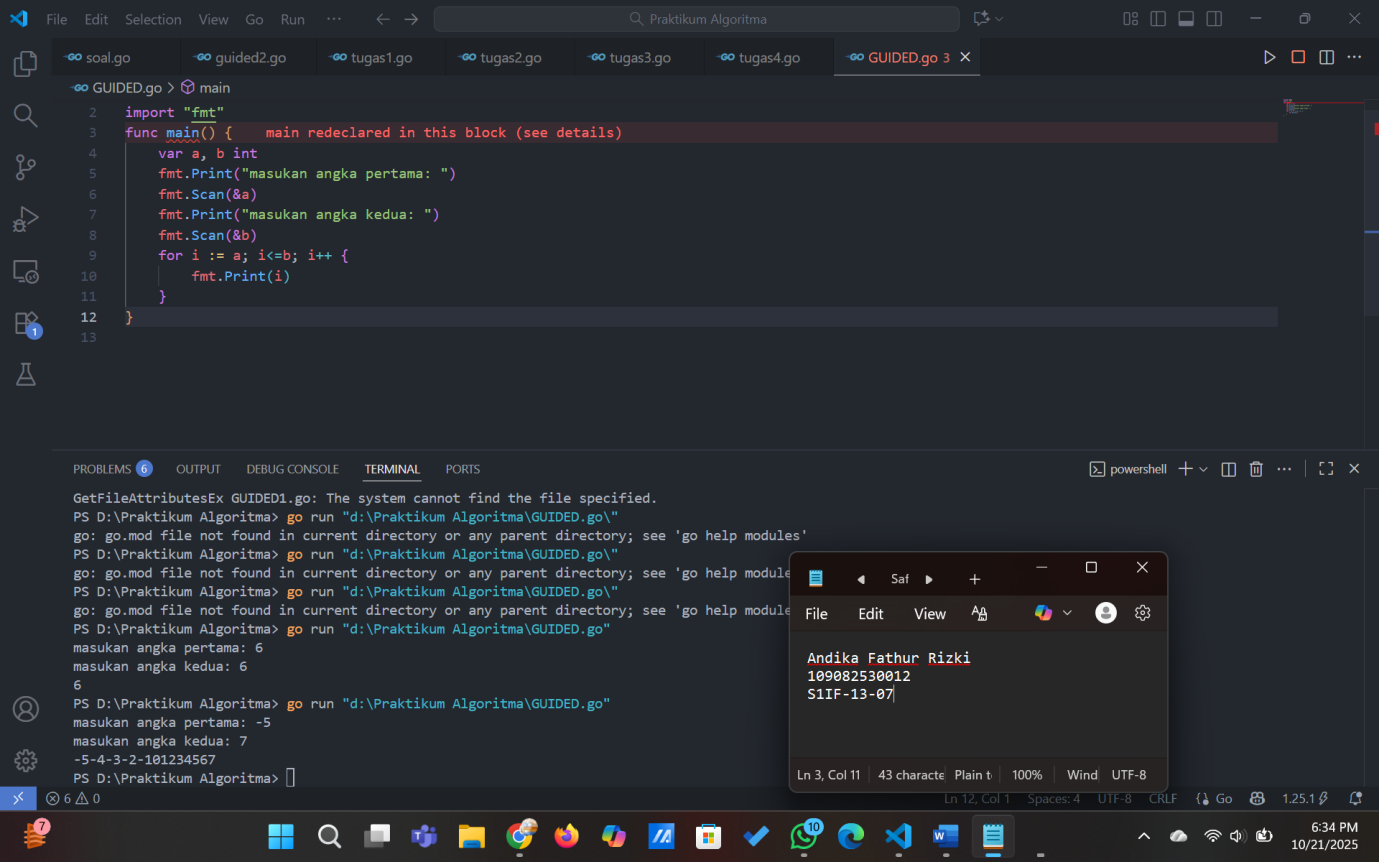 File Edit Selection View Go Run ··· Praktikum Algoritma
soal.go guided2.go tugas1.go tugas2.go tugas3.go tugas4.go GUIDED.go 3
GUIDED.go > main
2 import "fmt"
3 func main() { main redeclared in this block (see details)
4 var a, b int
5 fmt.Print("masukan angka pertama: ")
6 fmt.Scan(&a)
7 fmt.Print("masukan angka kedua: ")
8 fmt.Scan(&b)
9 for i := a; i<=b; i++ {
10 fmt.Print(i)
11 }
12 }
13
1
PROBLEMS 6 OUTPUT DEBUG CONSOLE TERMINAL PORTS powershell
GetFileAttributesEx GUIDED1.go: The system cannot find the file specified.
PS D:\Praktikum Algoritma> go run "d:\Praktikum Algoritma\GUIDED.go\"
go: go.mod file not found in current directory or any parent directory; see 'go help modules'
PS D:\Praktikum Algoritma> go run "d:\Praktikum Algoritma\GUIDED.go\"
go: go.mod file not found in current directory or any parent directory; see 'go help module
PS D:\Praktikum Algoritma> go run "d:\Praktikum Algoritma\GUIDED.go\"
go: go.mod file not found in current directory or any parent directory; see 'go help module
PS D:\Praktikum Algoritma> go run "d:\Praktikum Algoritma\GUIDED.go"
masukan angka pertama: 6
masukan angka kedua: 6
6
PS D:\Praktikum Algoritma> go run "d:\Praktikum Algoritma\GUIDED.go"
masukan angka pertama: -5
masukan angka kedua: 7
-5-4-3-2-101234567
PS D:\Praktikum Algoritma>
Saf
File Edit View
Andika Fathur Rizki
109082530012
S1IF-13-07
Ln 3, Col 11 43 characte Plain t 100% Wind UTF-8
6 0 Ln 12, Col 1 Spaces: 4 UTF-8 CRLF Go 1.25.1
7 10 6:34 PM
10/21/2025